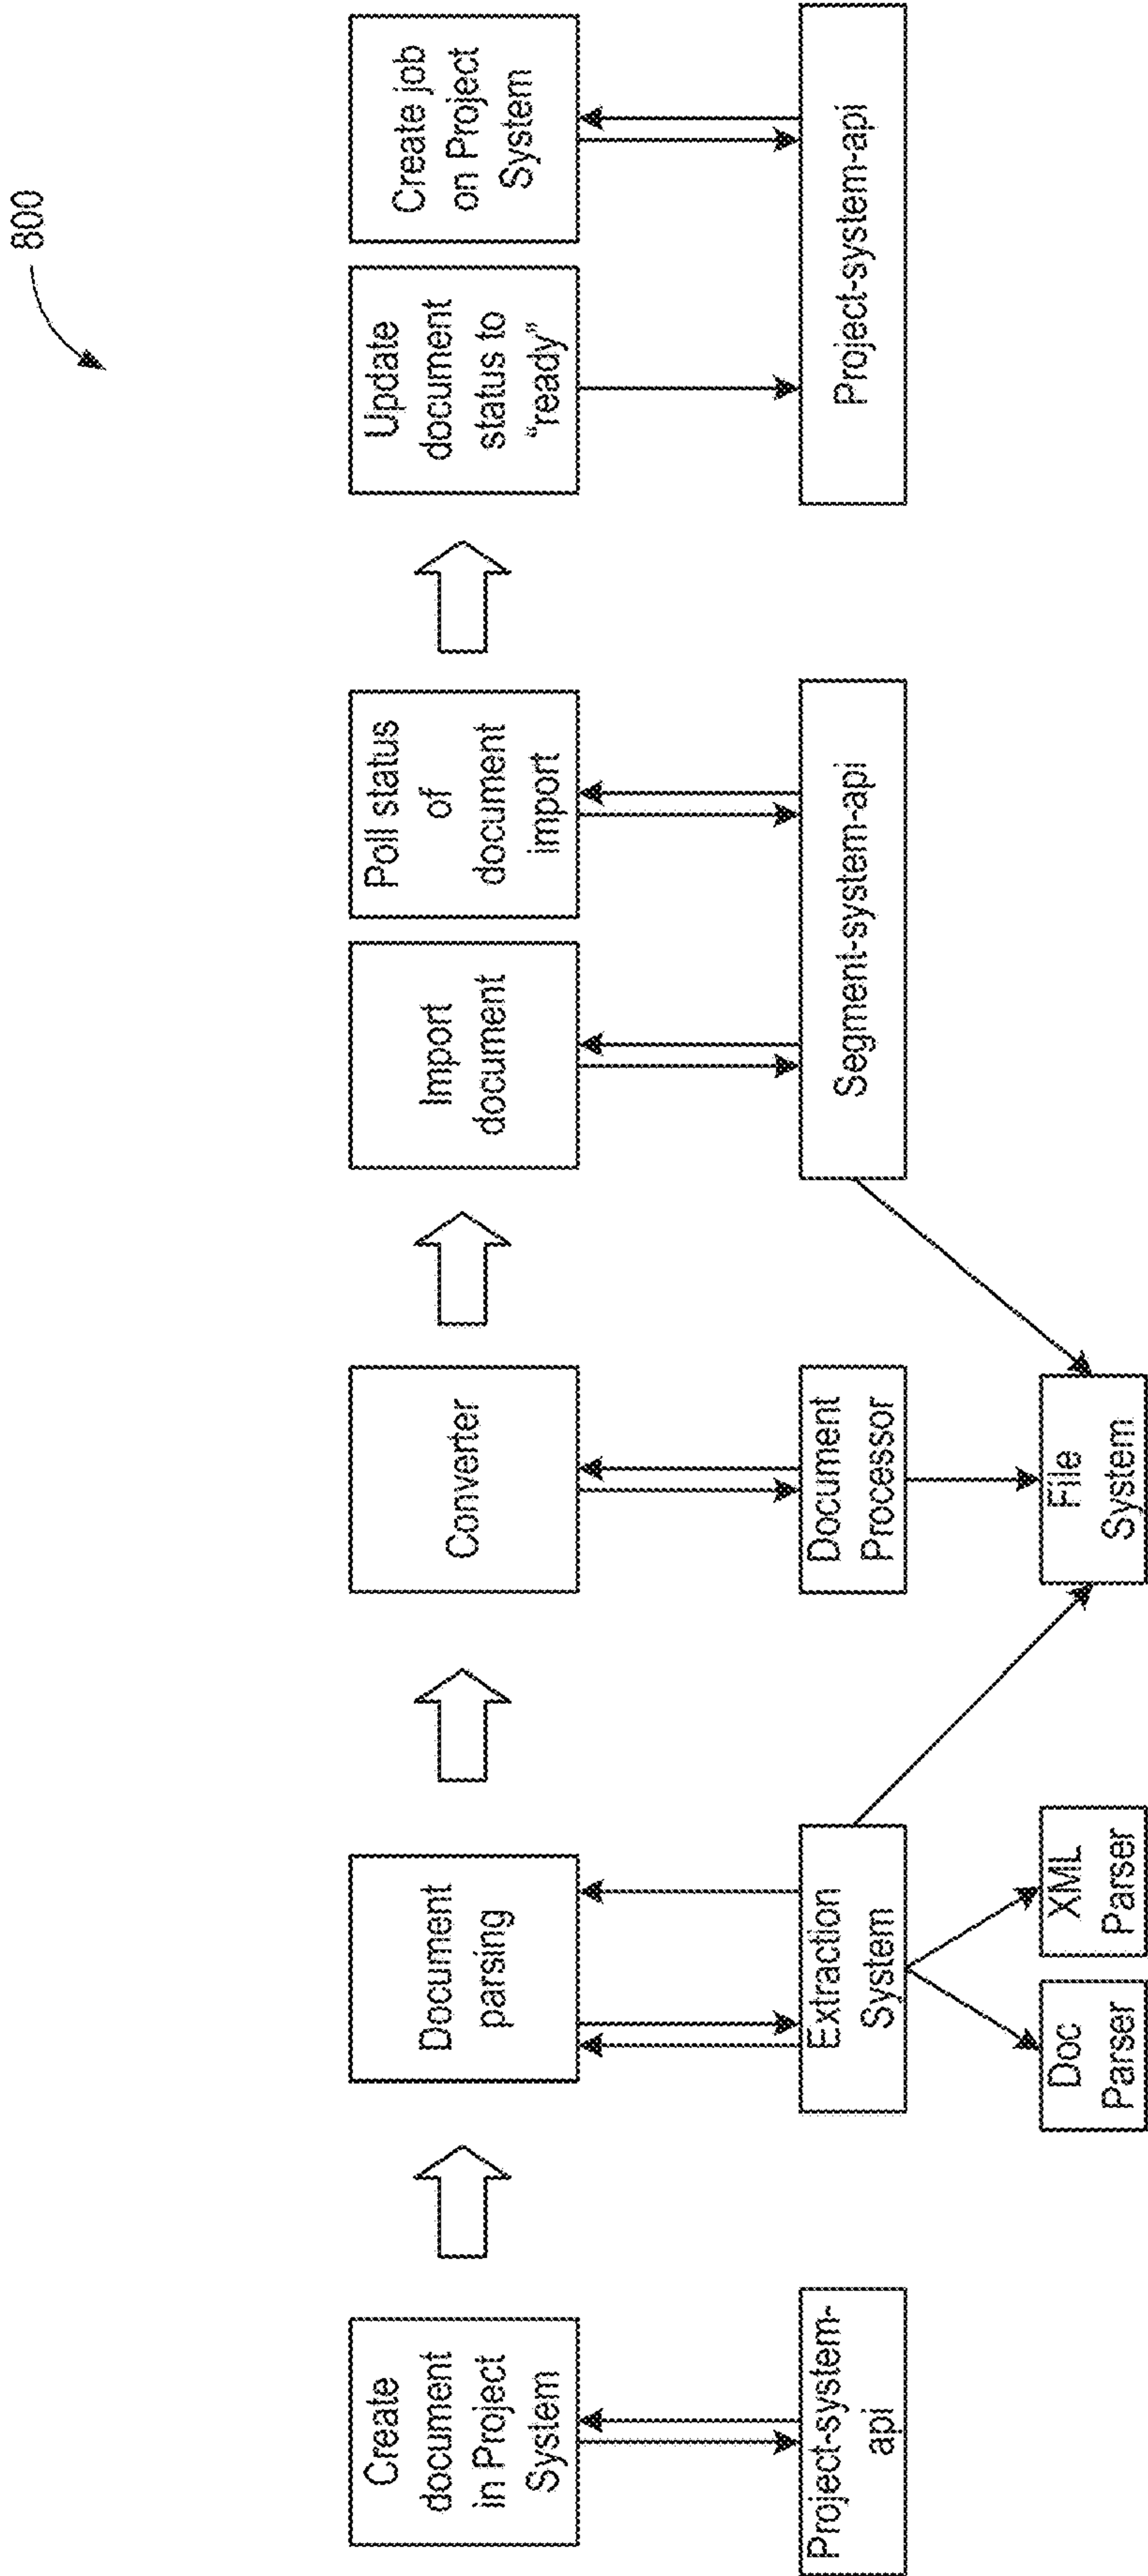 800
Create
document
in Project
System
Project-system-
api
Document
parsing
Extraction
System
Doc
Parser
XML
Parser
Converter
Document
Processor
File
System
Import
document
Poll status
of
document
import
Segment-system-api
Update
document
status to
“ready”
Create job
on Project
System
Project-system-api